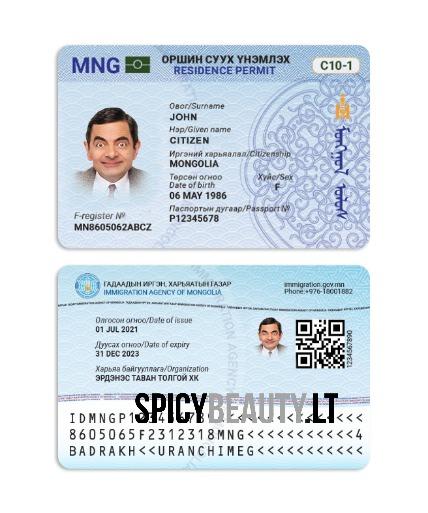 MNG
ОРШИН СУУХ ҮНЭМЛЭХ
RESIDENCE PERMIT
C10-1
Овог/Surname
JOHN
Нэр/Given name
CITIZEN
Иргэний харьяалал/Citizenship
MONGOLIA
Төрсөн огноо Хүйс/Sex
Date of birth F
06 MAY 1986
Паспортын дугаар/Passport №
P12345678
F-register №
MN8605062ABCZ
ГАДААДЫН ИРГЭН, ХАРЬЯАТЫН ГАЗАР
IMMIGRATION AGENCY OF MONGOLIA
immigration.gov.mn
Phone:+976-18001882
Олгосон огноо/Date of issue
01 JUL 2021
Дуусах огноо/Date of expiry
31 DEC 2023
Харьяа байгууллага/Organization
ЭРДЭНЭС ТАВАН ТОЛГОЙ ХК
1234567890
SPICYBEAUTY.LT
8605065F2312318MNG<<<<<<<<<<<4
BADRAKH<<URANCHIMEG<<<<<<<<<<<